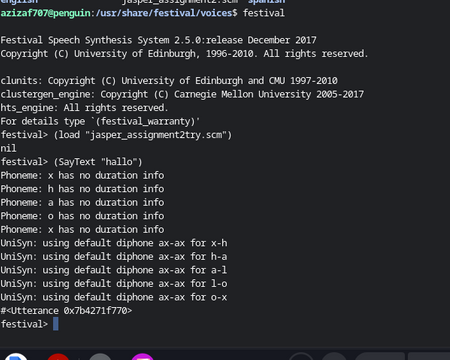 english jasper_assignment2.scm spanish
azizaf707@penguin:/usr/share/festival/voices$ festival
Festival Speech Synthesis System 2.5.0:release December 2017
Copyright (C) University of Edinburgh, 1996-2010. All rights reserved.
clunits: Copyright (C) University of Edinburgh and CMU 1997-2010
clustergen_engine: Copyright (C) Carnegie Mellon University 2005-2017
hts_engine: All rights reserved.
For details type `(festival_warranty)'
festival> (load "jasper_assignment2try.scm")
nil
festival> (SayText "hallo")
Phoneme: x has no duration info
Phoneme: h has no duration info
Phoneme: a has no duration info
Phoneme: o has no duration info
Phoneme: x has no duration info
UniSyn: using default diphone ax-ax for x-h
UniSyn: using default diphone ax-ax for h-a
UniSyn: using default diphone ax-ax for a-l
UniSyn: using default diphone ax-ax for l-o
UniSyn: using default diphone ax-ax for o-x
#<Utterance 0x7b4271f770>
festival>